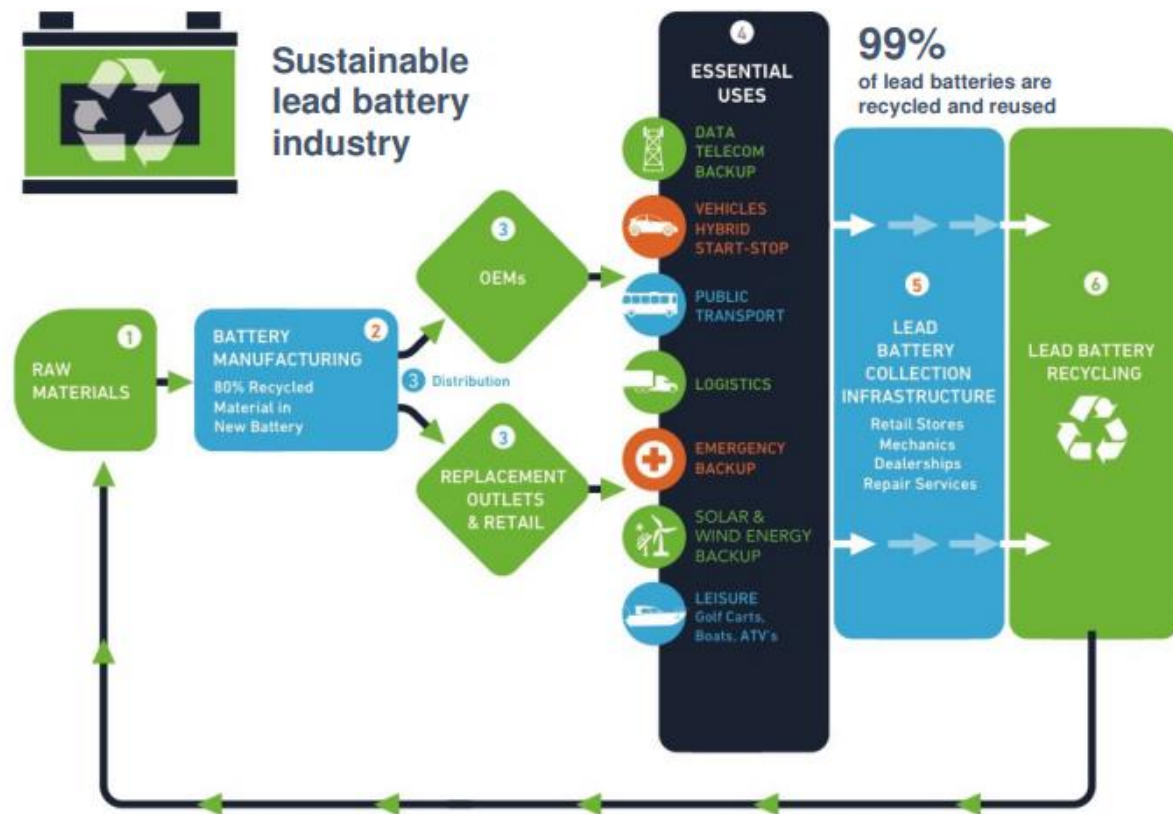 Sustainable
lead battery
industry
99%
of lead batteries are
recycled and reused
1
RAW
MATERIALS
2
BATTERY
MANUFACTURING
80% Recycled
Material in
New Battery
3 Distribution
3
OEMs
3
REPLACEMENT
OUTLETS
& RETAIL
4
ESSENTIAL
USES
DATA
TELECOM
BACKUP
VEHICLES
HYBRID
START-STOP
PUBLIC
TRANSPORT
LOGISTICS
EMERGENCY
BACKUP
SOLAR &
WIND ENERGY
BACKUP
LEISURE
Golf Carts,
Boats, ATV's
5
LEAD
BATTERY
COLLECTION
INFRASTRUCTURE
Retail Stores
Mechanics
Dealerships
Repair Services
6
LEAD BATTERY
RECYCLING